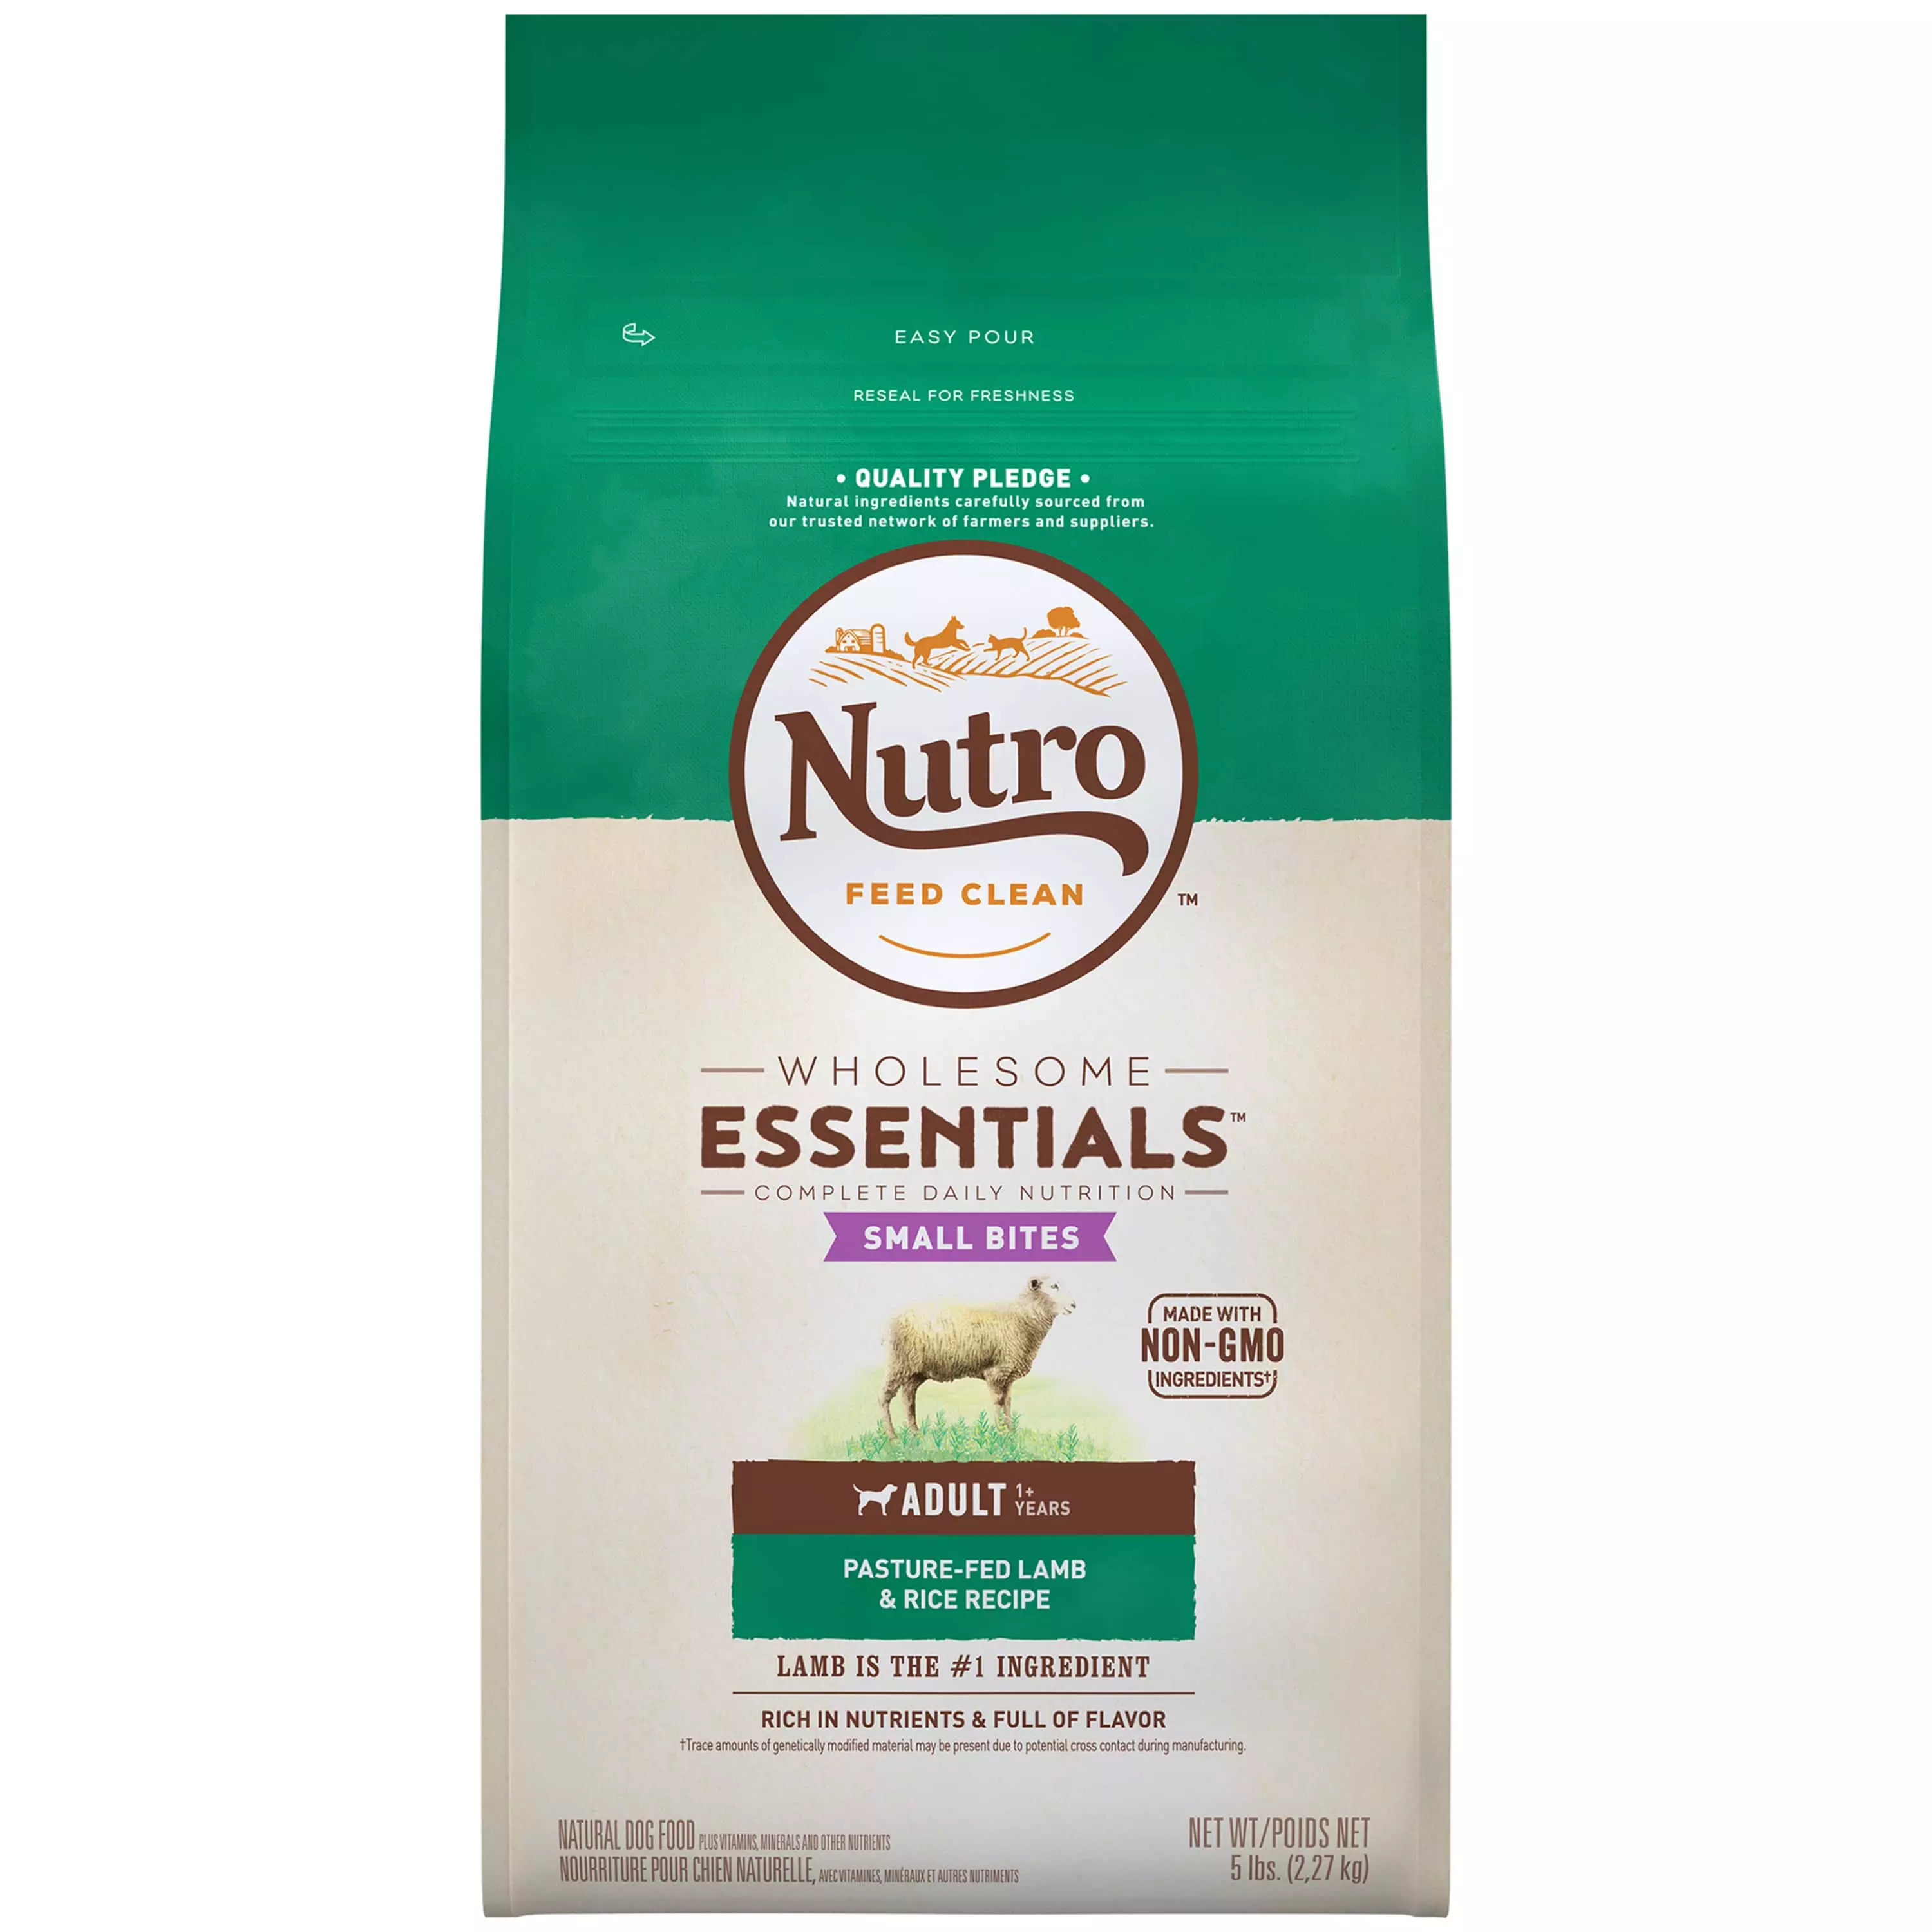 EASY POUR
RESEAL FOR FRESHNESS
• QUALITY PLEDGE •
Natural ingredients carefully sourced from
our trusted network of farmers and suppliers.
Nutro
FEED CLEAN
™
WHOLESOME
ESSENTIALS™
COMPLETE DAILY NUTRITION
SMALL BITES
MADE WITH
NON-GMO
INGREDIENTS†
ADULT 1+ YEARS
PASTURE-FED LAMB
& RICE RECIPE
LAMB IS THE #1 INGREDIENT
RICH IN NUTRIENTS & FULL OF FLAVOR
†Trace amounts of genetically modified material may be present due to potential cross contact during manufacturing.
NATURAL DOG FOOD PLUS VITAMINS, MINERALS AND OTHER NUTRIENTS
NOURRITURE POUR CHIEN NATURELLE, AVEC VITAMINES, MINÉRAUX ET AUTRES NUTRIMENTS
NET WT/POIDS NET
5 lbs. (2,27 kg)